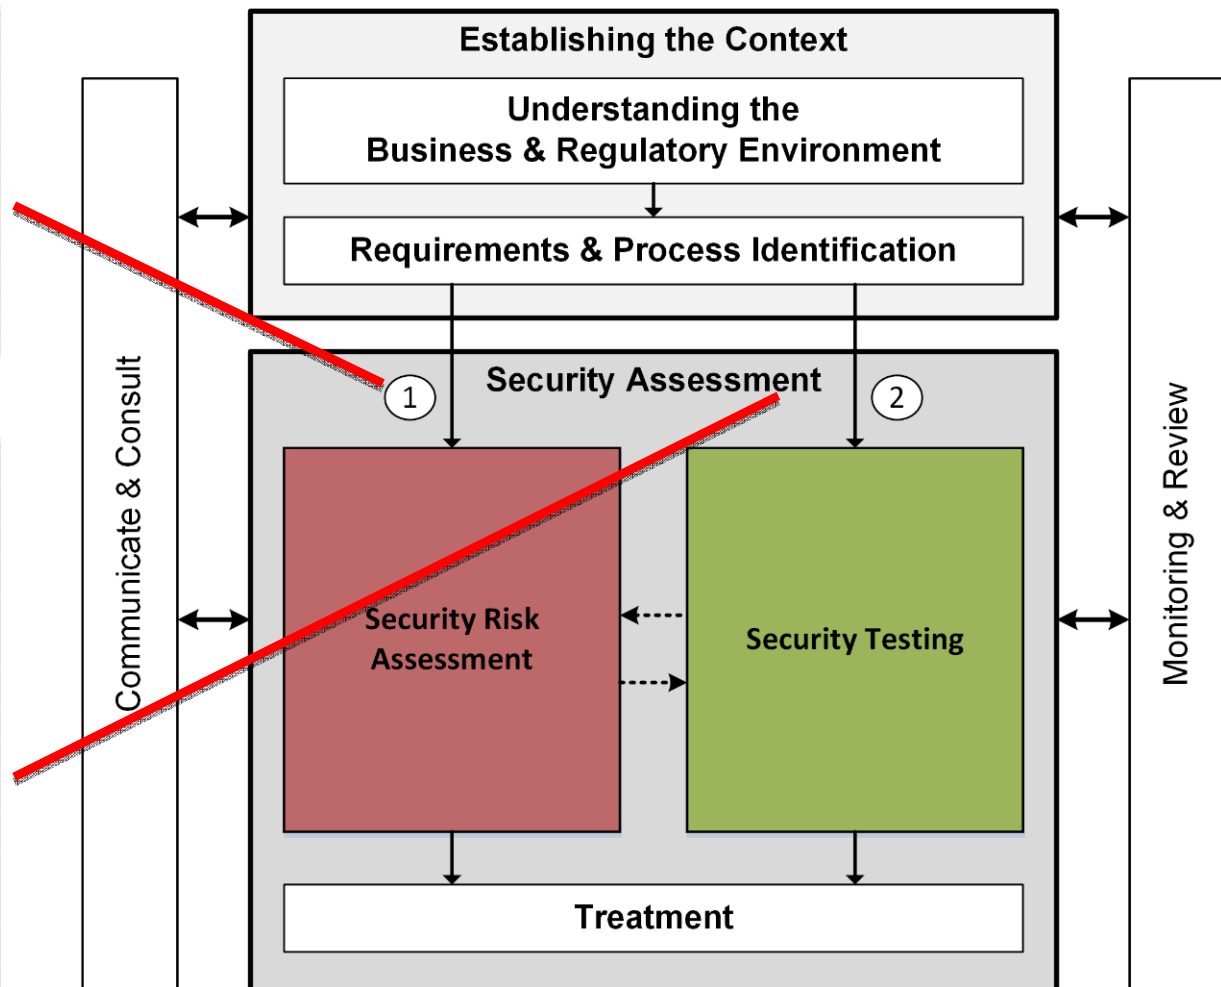 Establishing the Context
Understanding the
Business & Regulatory Environment
Requirements & Process Identification
Communicate & Consult
Security Assessment
1
2
Security Risk
Assessment
Security Testing
Treatment
Monitoring & Review